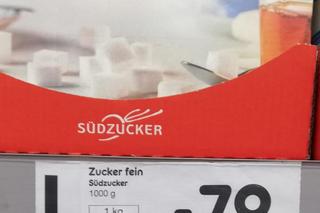 SÜDZUCKER
Zucker fein
Südzucker
1000 g
1 kg
79